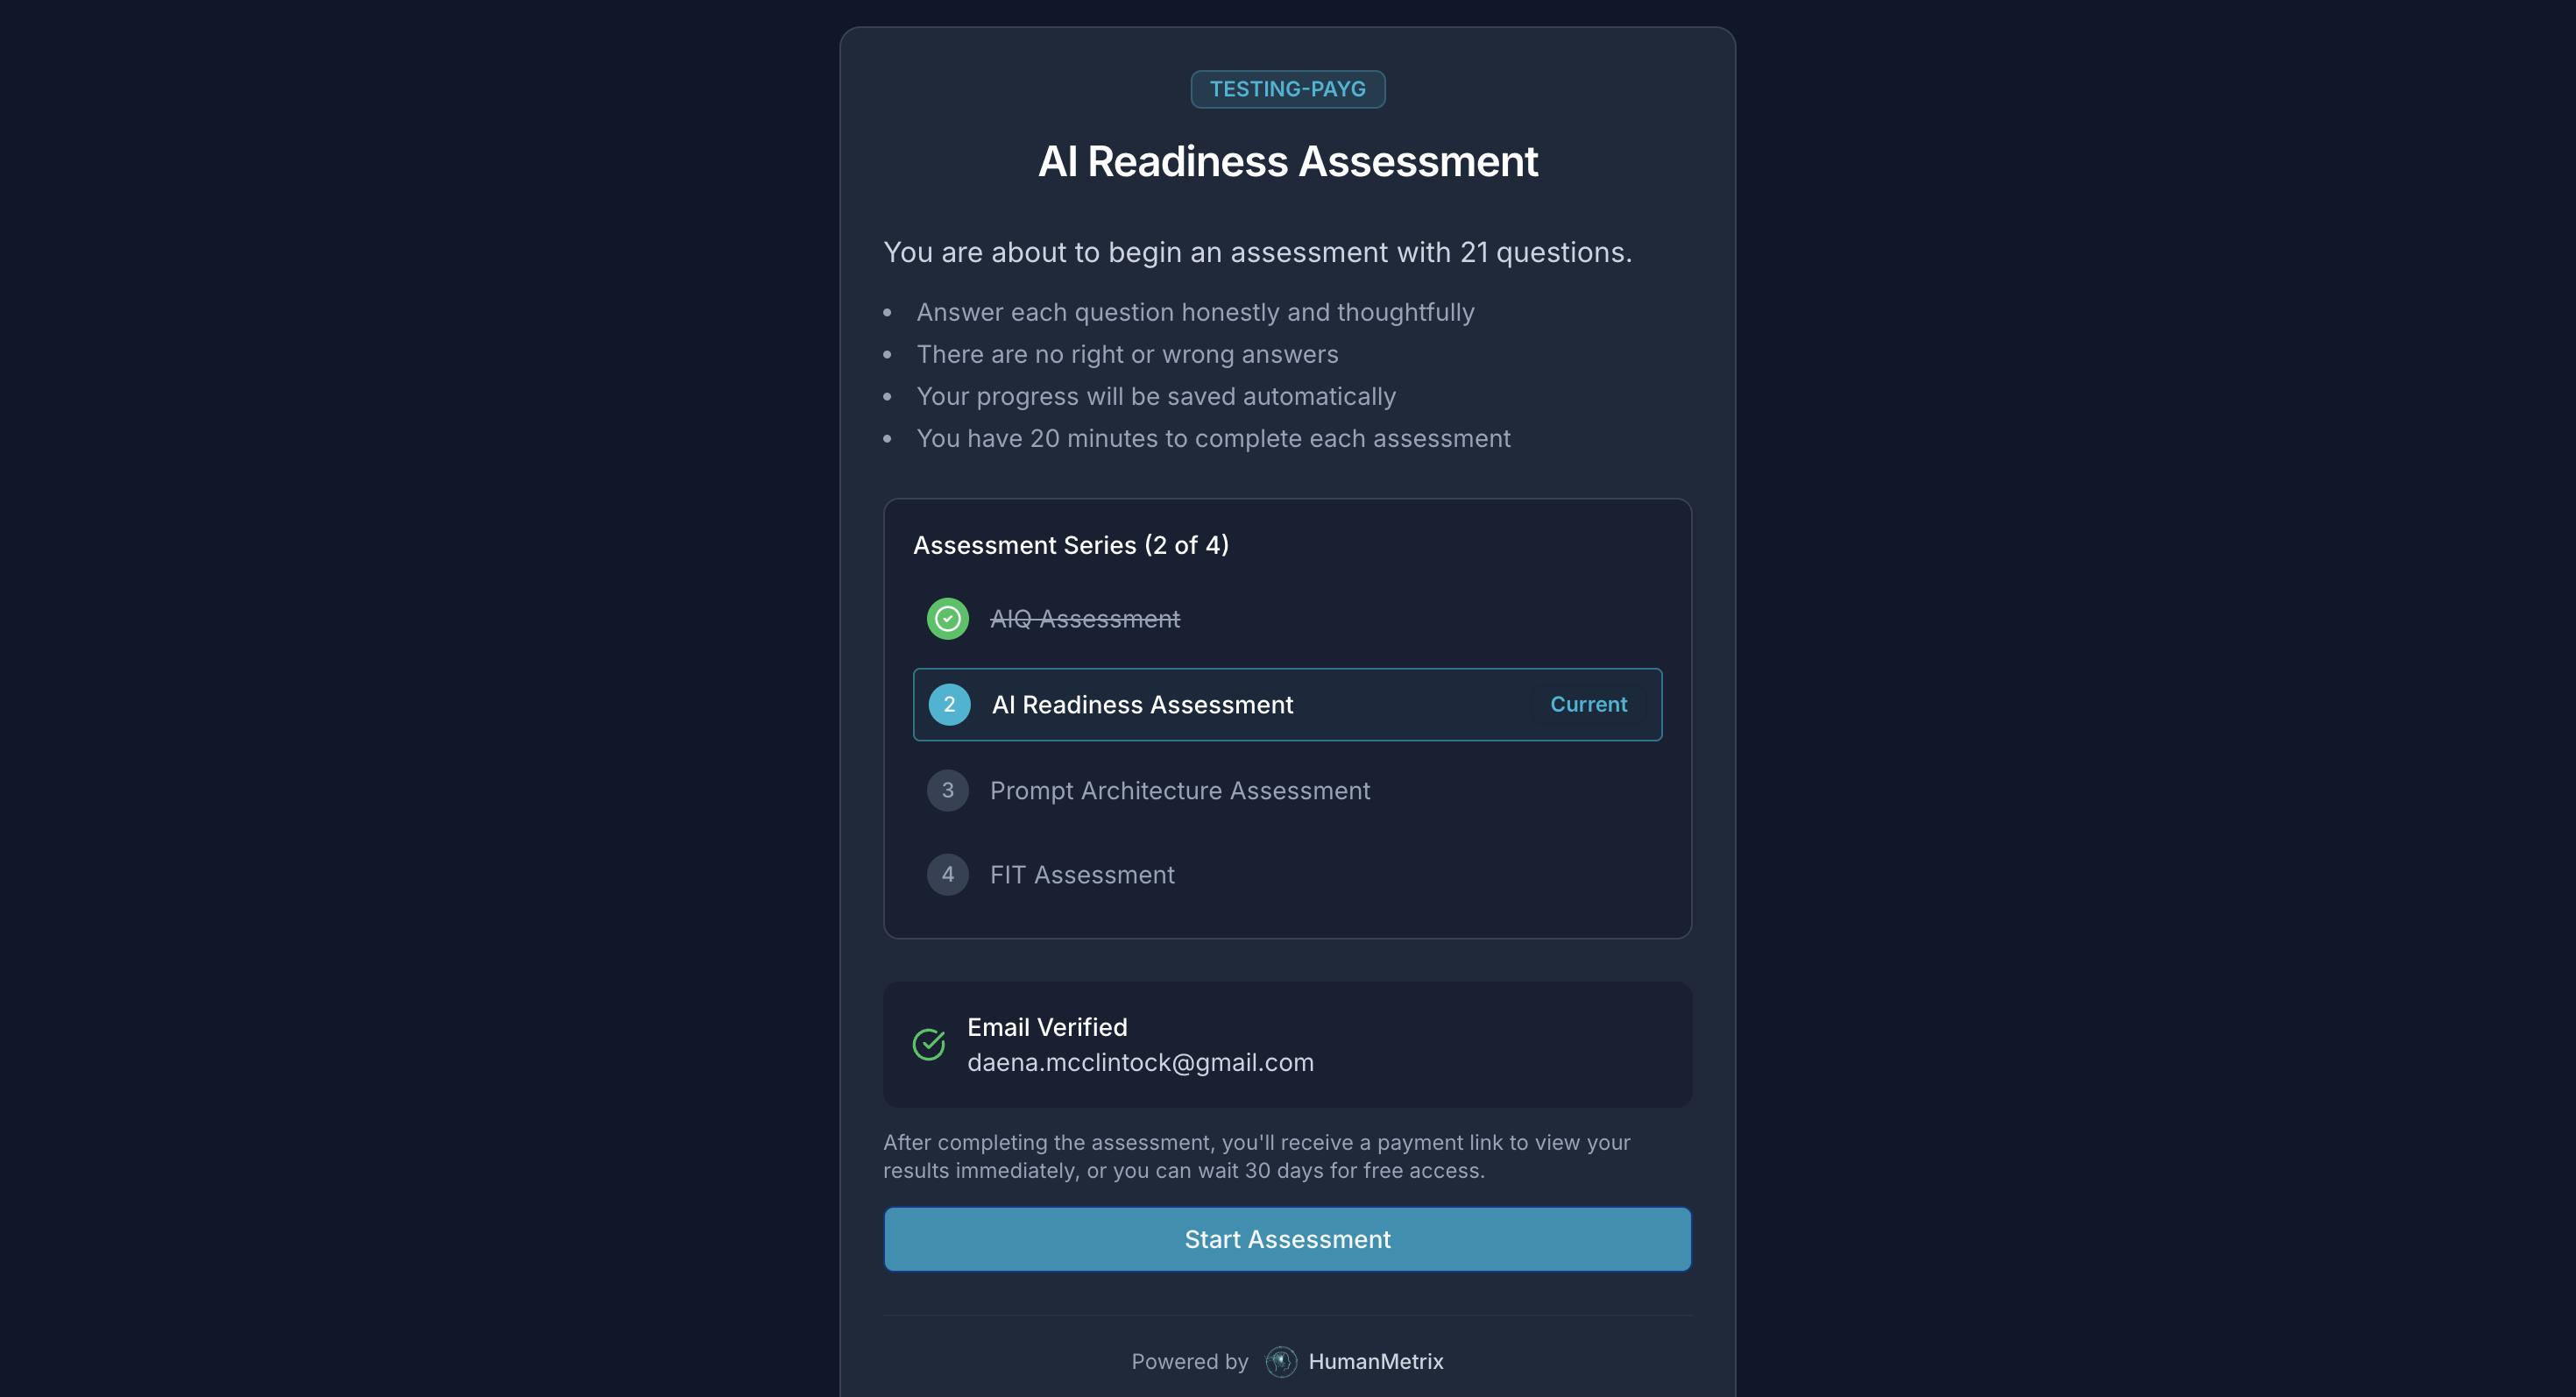 TESTING-PAYG
AI Readiness Assessment
You are about to begin an assessment with 21 questions.
• Answer each question honestly and thoughtfully
• There are no right or wrong answers
• Your progress will be saved automatically
• You have 20 minutes to complete each assessment
Assessment Series (2 of 4)
AIQ Assessment
2 AI Readiness Assessment Current
3 Prompt Architecture Assessment
4 FIT Assessment
Email Verified
daena.mcclintock@gmail.com
After completing the assessment, you'll receive a payment link to view your
results immediately, or you can wait 30 days for free access.
Start Assessment
Powered by HumanMetrix